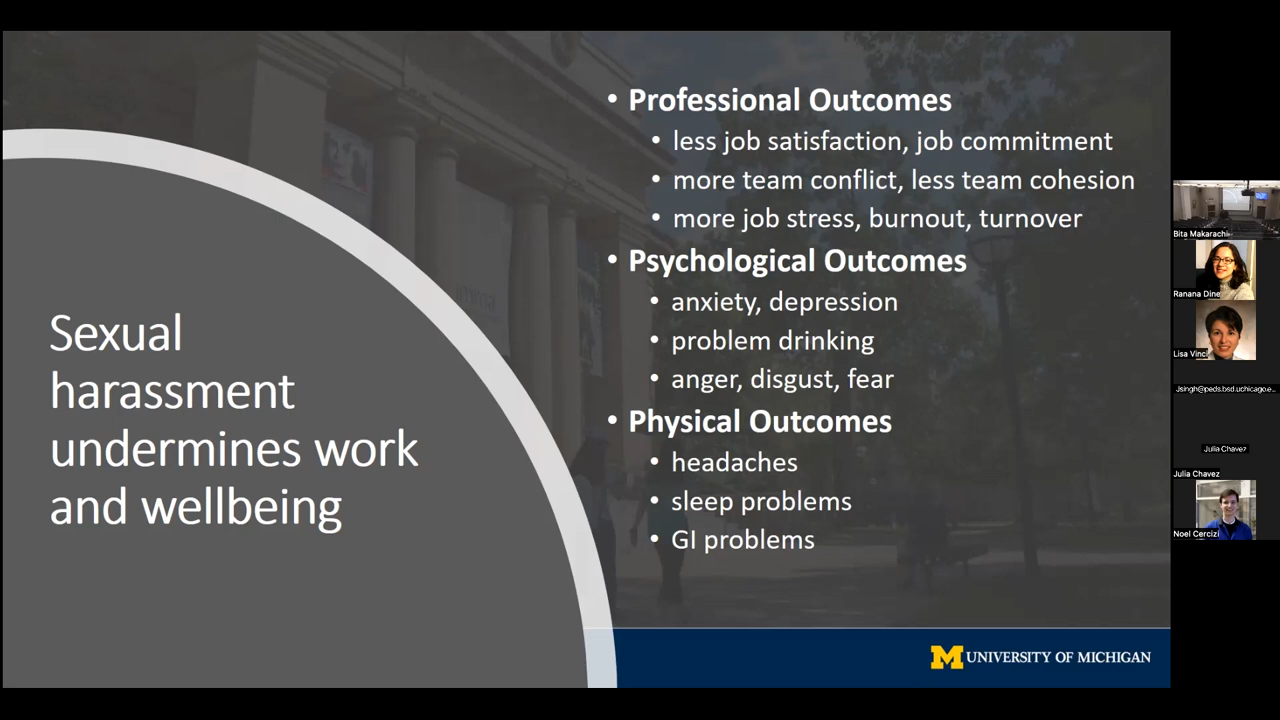 Sexual
harassment
undermines work
and wellbeing
• Professional Outcomes
• less job satisfaction, job commitment
• more team conflict, less team cohesion
• more job stress, burnout, turnover
• Psychological Outcomes
• anxiety, depression
• problem drinking
• anger, disgust, fear
• Physical Outcomes
• headaches
• sleep problems
• GI problems
M UNIVERSITY OF MICHIGAN
Bita Makarachi
Ranana Dine
Lisa Vinci
Jsingh@peds.bsd.uchicago.e...
Julia Chavez
Julia Chavez
Noel Cercizi